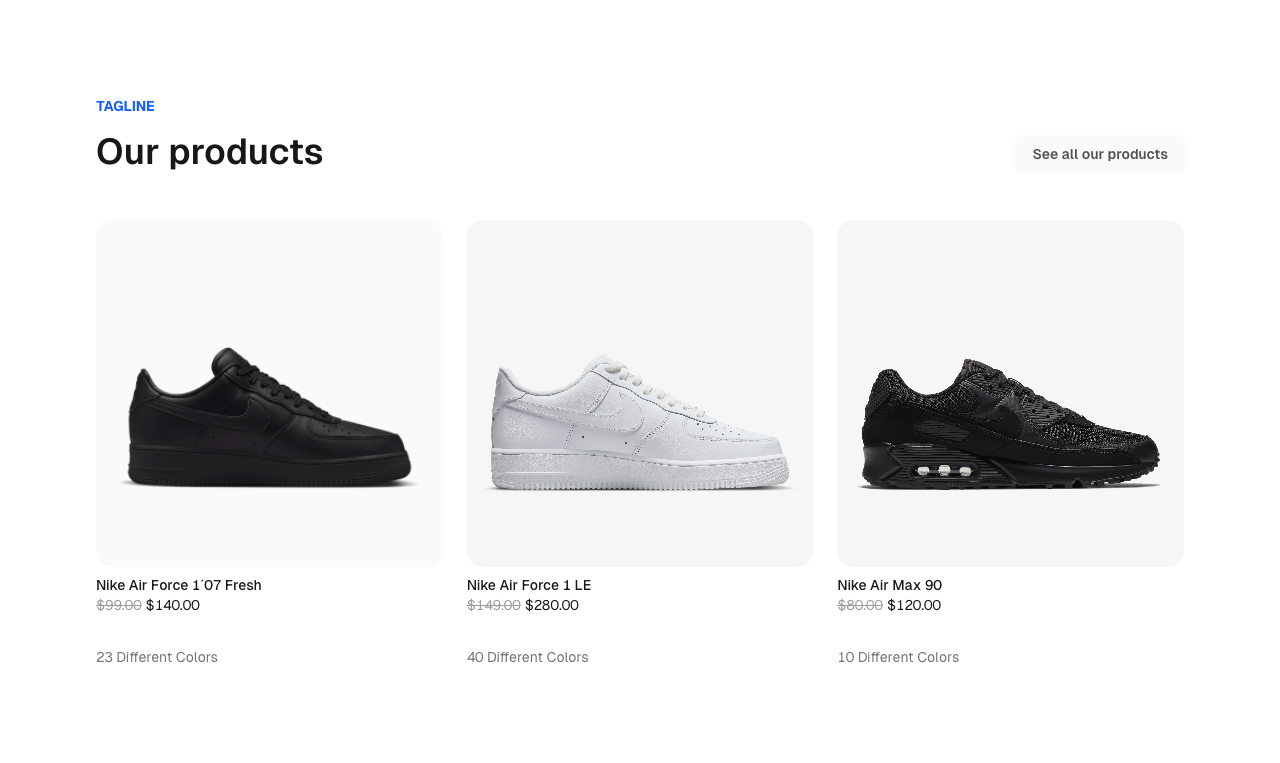 TAGLINE
Our products
See all our products
Nike Air Force 1´07 Fresh
$99.00 $140.00
23 Different Colors
Nike Air Force 1 LE
$149.00 $280.00
40 Different Colors
Nike Air Max 90
$80.00 $120.00
10 Different Colors